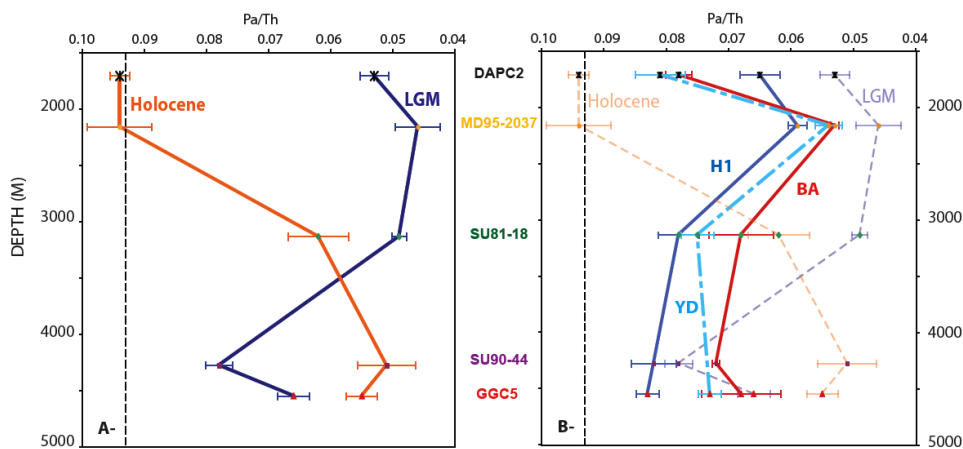 Pa/Th
0.10 0.09 0.08 0.07 0.06 0.05 0.04
2000
3000
4000
5000
DEPTH (M)
Holocene
LGM
A-
DAPC2
MD95-2037
SU81-18
SU90-44
GGC5
Pa/Th
0.10 0.09 0.08 0.07 0.06 0.05 0.04
Holocene
LGM
H1
BA
YD
B-
2000
3000
4000
5000